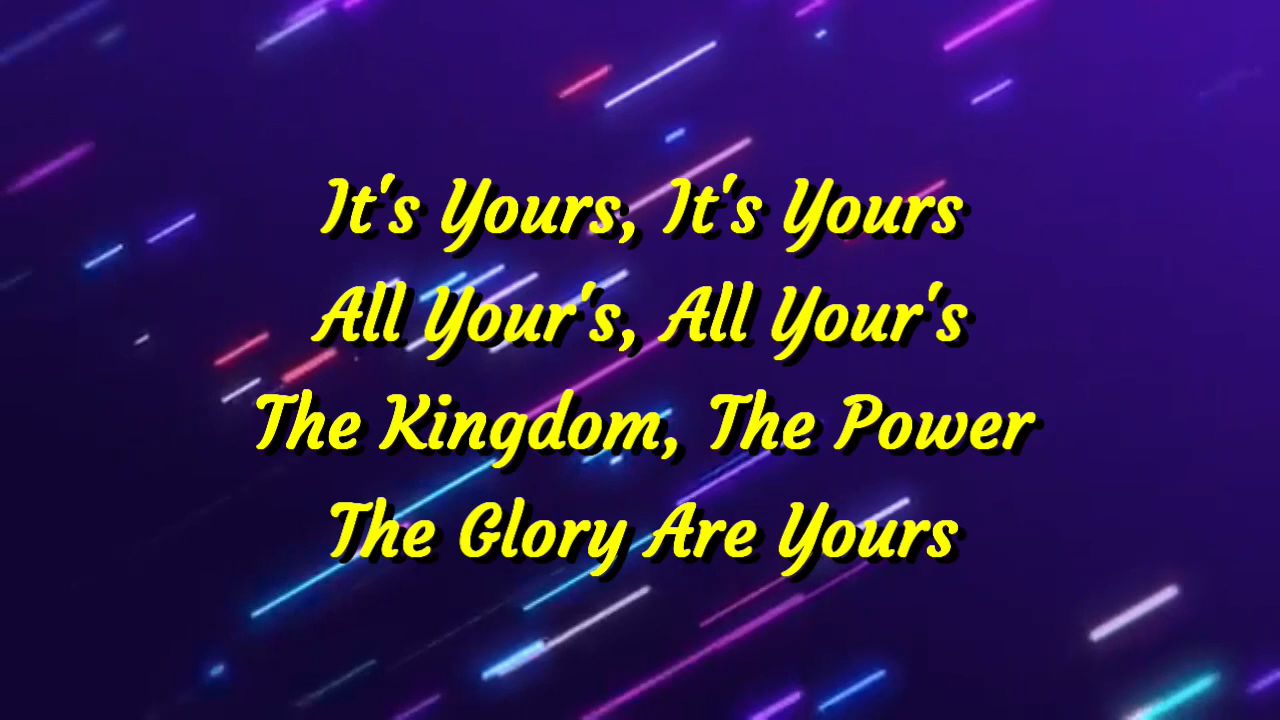 It's Yours, It's Yours
All Your's, All Your's
The Kingdom, The Power
The Glory Are Yours